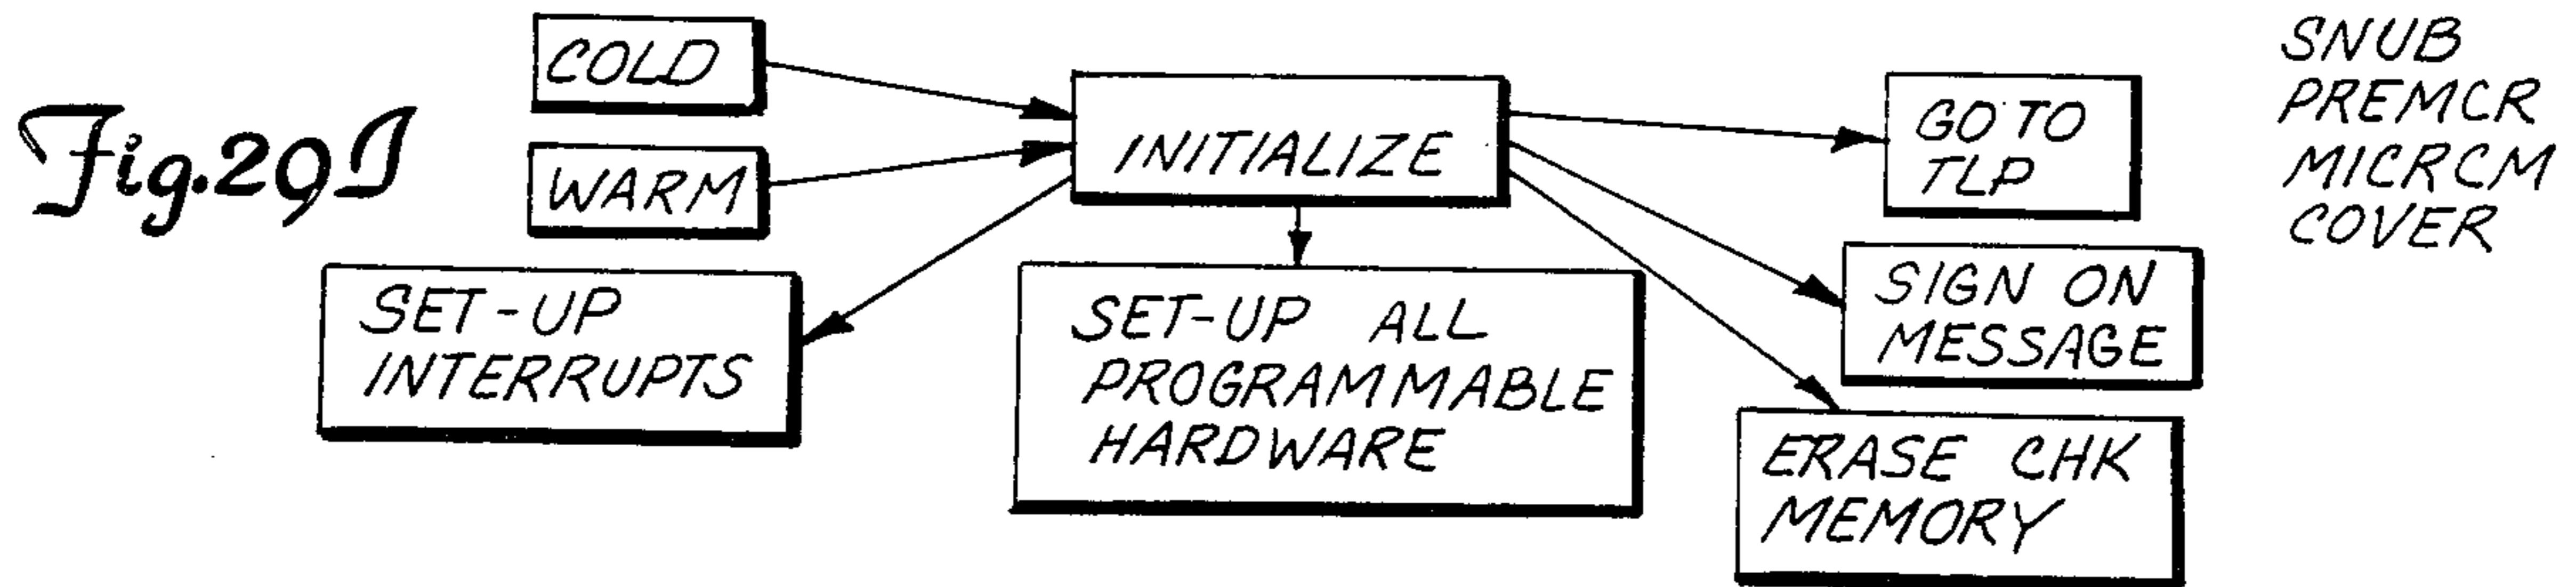 Fig.29I
COLD
WARM
INITIALIZE
SET-UP
INTERRUPTS
SET-UP ALL
PROGRAMMABLE
HARDWARE
GO TO
TLP
SIGN ON
MESSAGE
ERASE CHK
MEMORY
SNUB
PREMCR
MICRCM
COVER